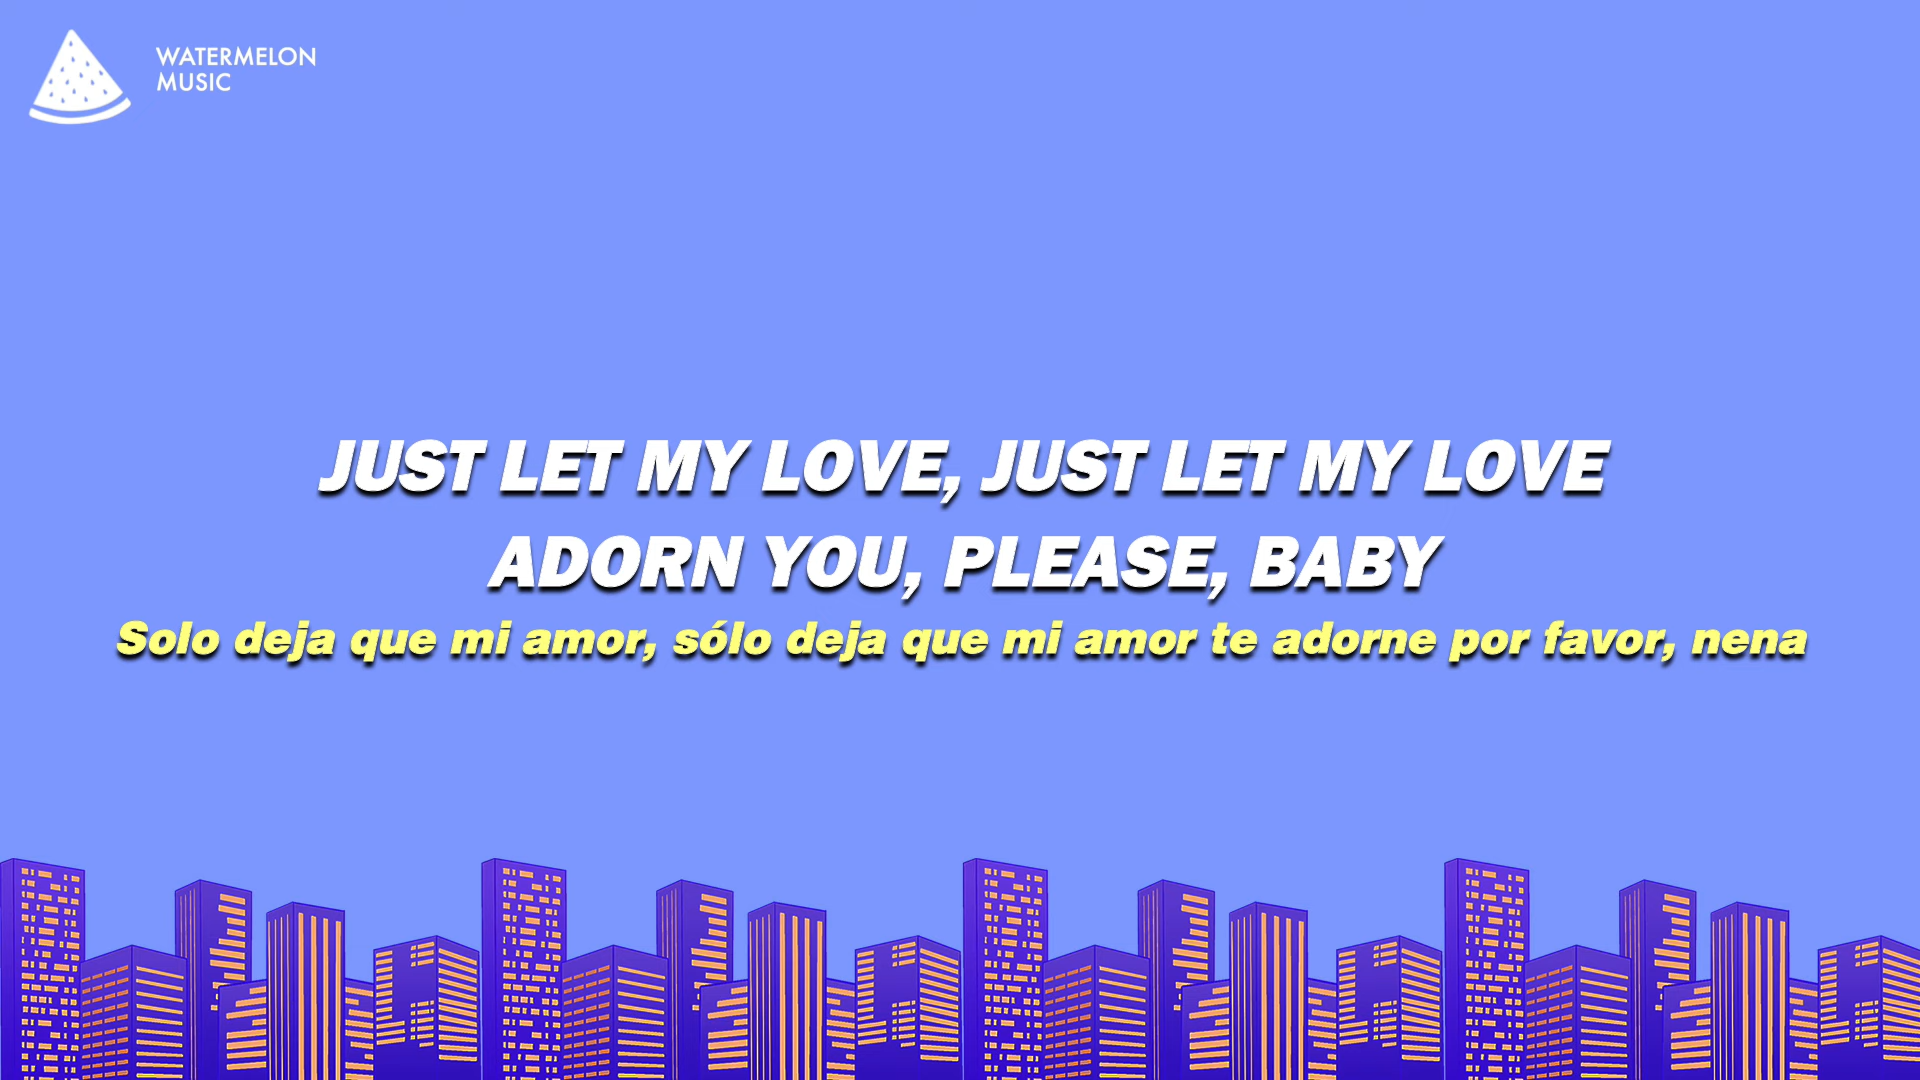 WATERMELON
MUSIC
JUST LET MY LOVE, JUST LET MY LOVE
ADORN YOU, PLEASE, BABY
Solo deja que mi amor, sólo deja que mi amor te adorne por favor, nena